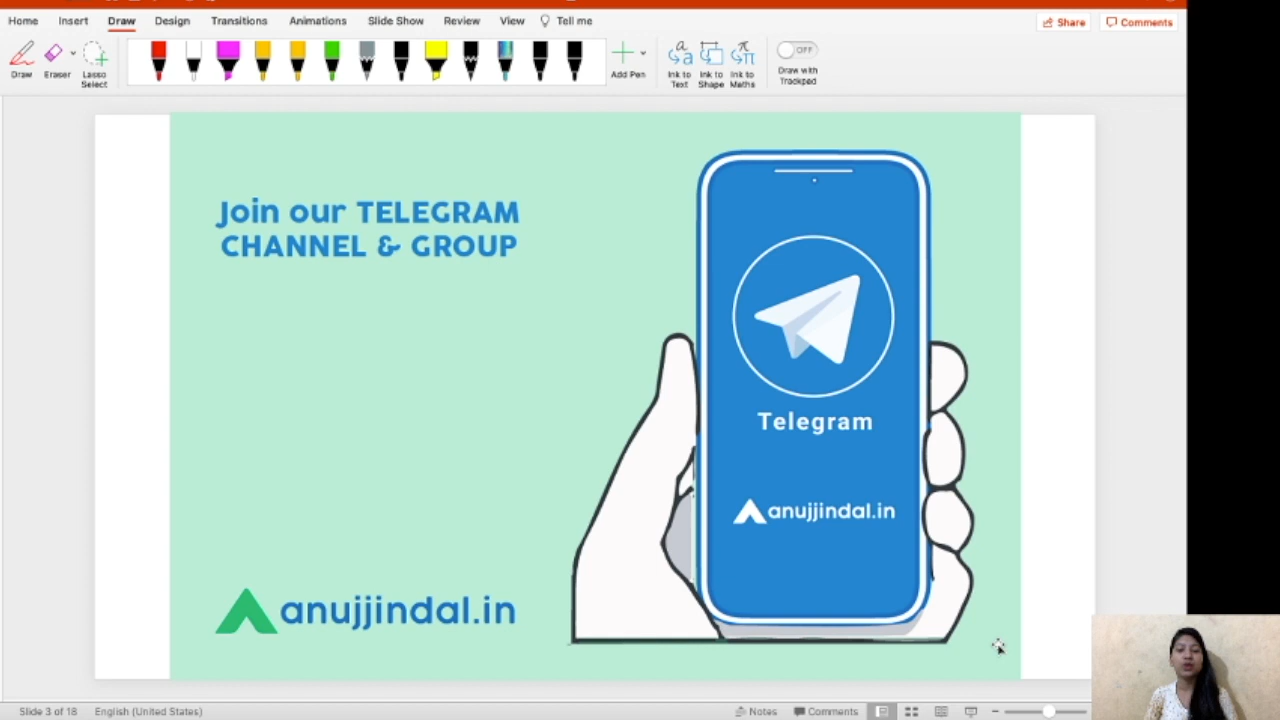 Home Insert Draw Design Transitions Animations Slide Show Review View Tell me Share Comments
Draw Eraser Lasso Select Add Pen Ink to Text Ink to Shape Ink to Maths OFF Draw with Trackpad
Join our TELEGRAM
CHANNEL & GROUP
Telegram
anujjindal.in
anujjindal.in
Slide 3 of 18 English (United States) Notes Comments